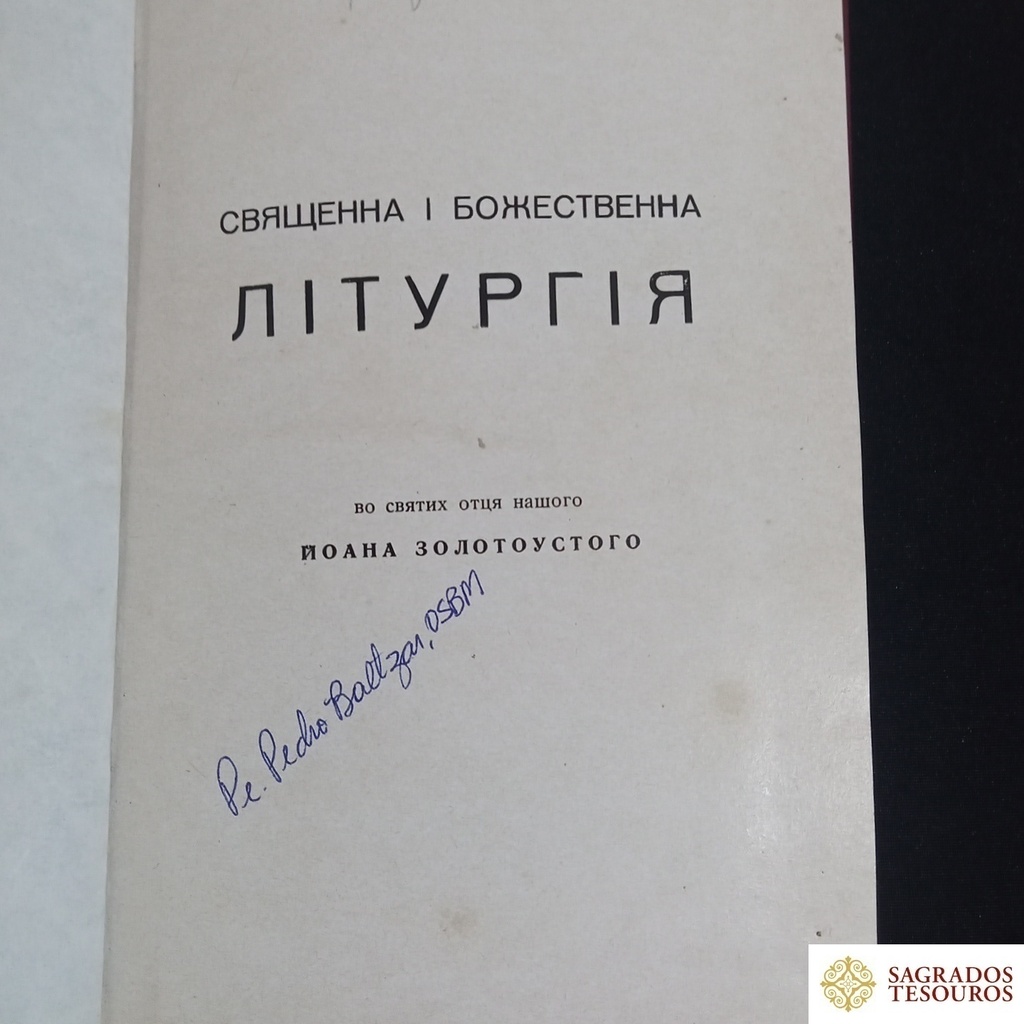 СВЯЩЕННА І БОЖЕСТВЕННА
ЛІТУРГІЯ
во святих отця нашого
ЙОАНА ЗОЛОТОУСТОГО
Pe. Pedro Baltzar, OSBM
SAGRADOS
TESOUROS